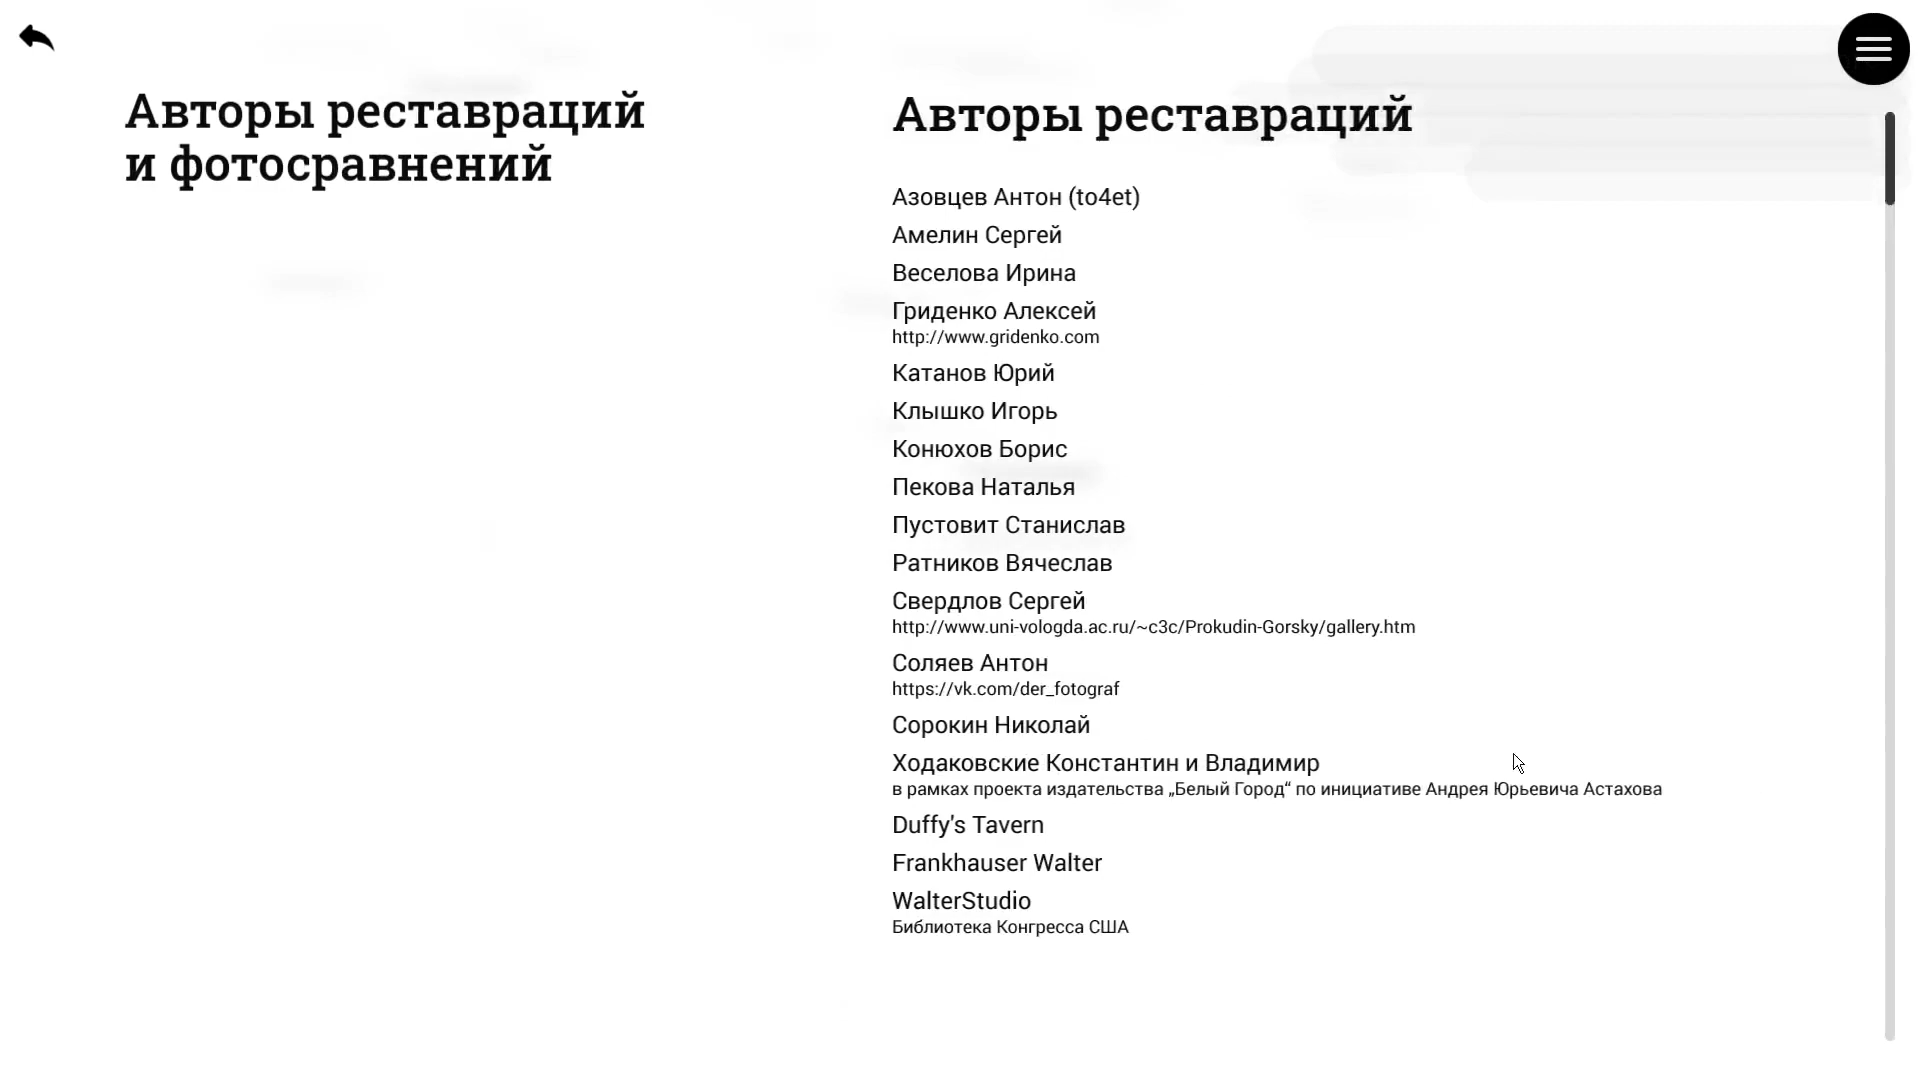 Авторы реставраций
и фотосравнений
Авторы реставраций
Азовцев Антон (to4et)
Амелин Сергей
Веселова Ирина
Гриденко Алексей
http://www.gridenko.com
Катанов Юрий
Клышко Игорь
Конюхов Борис
Пекова Наталья
Пустовит Станислав
Ратников Вячеслав
Свердлов Сергей
http://www.uni-vologda.ac.ru/~c3c/Prokudin-Gorsky/gallery.htm
Соляев Антон
https://vk.com/der_fotograf
Сорокин Николай
Ходаковские Константин и Владимир
в рамках проекта издательства „Белый Город“ по инициативе Андрея Юрьевича Астахова
Duffy's Tavern
Frankhauser Walter
WalterStudio
Библиотека Конгресса США